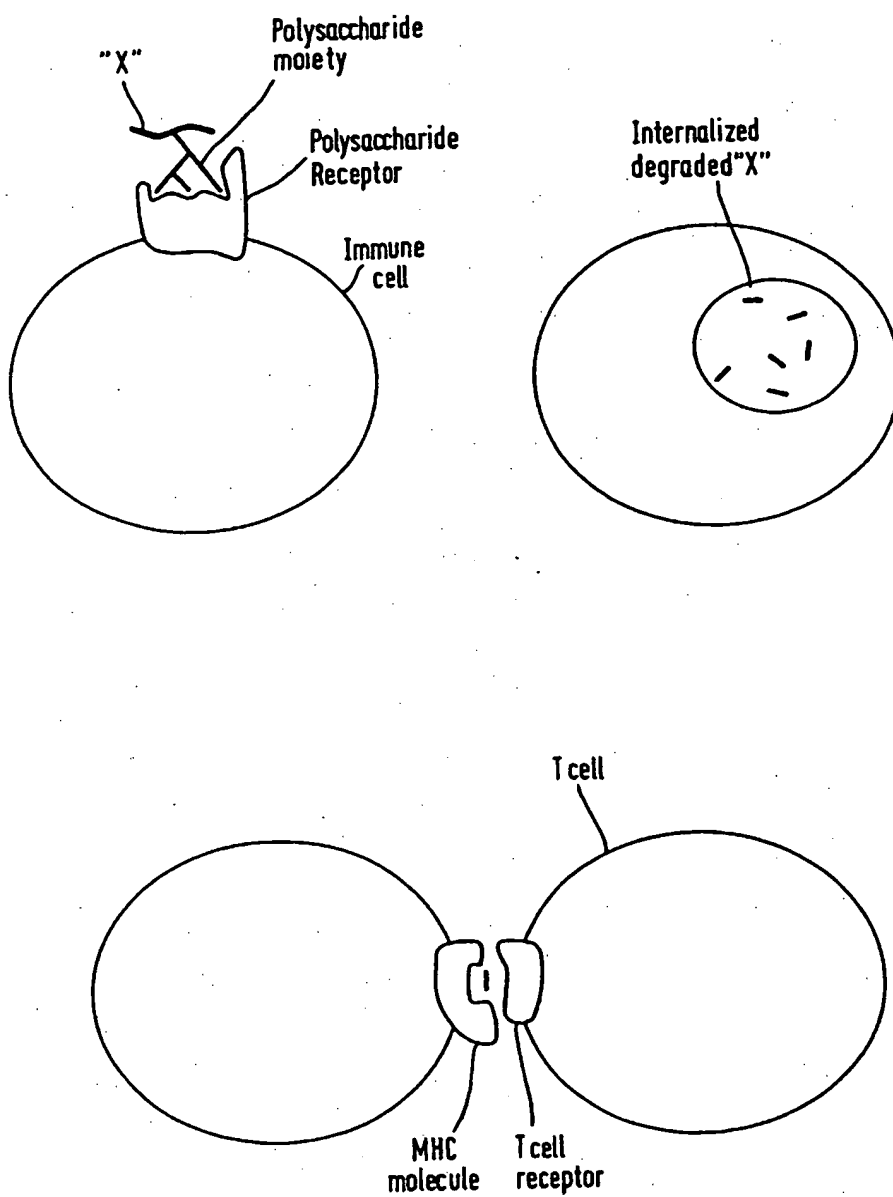 "X"
Polysaccharide
moiety
Polysaccharide
Receptor
Immune
cell
Internalized
degraded"X"
T cell
MHC
molecule
T cell
receptor